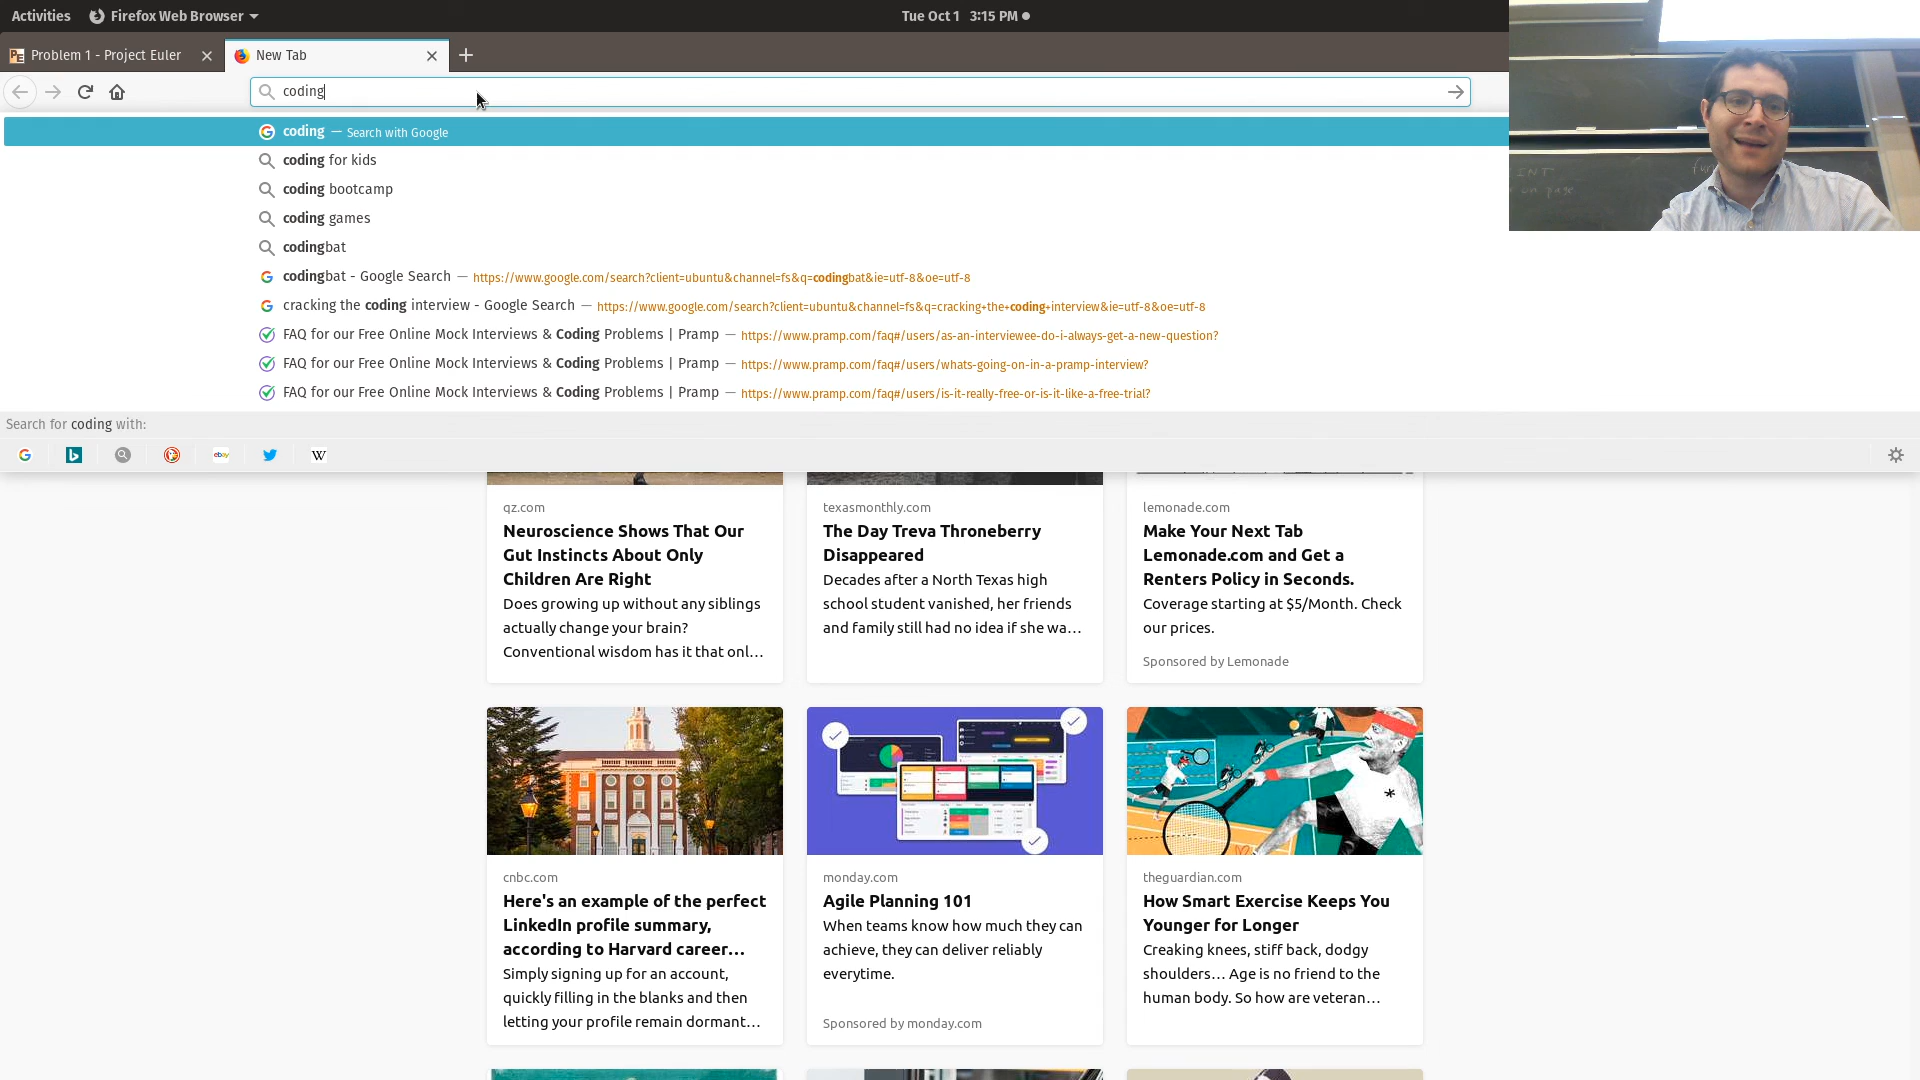 Activities
Firefox Web Browser
Tue Oct 1 3:15 PM
Problem 1 - Project Euler
New Tab
coding
coding — Search with Google
coding for kids
coding bootcamp
coding games
codingbat
codingbat - Google Search — https://www.google.com/search?client=ubuntu&channel=fs&q=codingbat&ie=utf-8&oe=utf-8
cracking the coding interview - Google Search — https://www.google.com/search?client=ubuntu&channel=fs&q=cracking+the+coding+interview&ie=utf-8&oe=utf-8
FAQ for our Free Online Mock Interviews & Coding Problems | Pramp — https://www.pramp.com/faq#/users/as-an-interviewee-do-i-always-get-a-new-question?
FAQ for our Free Online Mock Interviews & Coding Problems | Pramp — https://www.pramp.com/faq#/users/whats-going-on-in-a-pramp-interview?
FAQ for our Free Online Mock Interviews & Coding Problems | Pramp — https://www.pramp.com/faq#/users/is-it-really-free-or-is-it-like-a-free-trial?
Search for coding with:
ebay
W
qz.com
Neuroscience Shows That Our
Gut Instincts About Only
Children Are Right
Does growing up without any siblings
actually change your brain?
Conventional wisdom has it that onl…
texasmonthly.com
The Day Treva Throneberry
Disappeared
Decades after a North Texas high
school student vanished, her friends
and family still had no idea if she wa…
lemonade.com
Make Your Next Tab
Lemonade.com and Get a
Renters Policy in Seconds.
Coverage starting at $5/Month. Check
our prices.
Sponsored by Lemonade
cnbc.com
Here's an example of the perfect
LinkedIn profile summary,
according to Harvard career…
Simply signing up for an account,
quickly filling in the blanks and then
letting your profile remain dormant…
monday.com
Agile Planning 101
When teams know how much they can
achieve, they can deliver reliably
everytime.
Sponsored by monday.com
theguardian.com
How Smart Exercise Keeps You
Younger for Longer
Creaking knees, stiff back, dodgy
shoulders… Age is no friend to the
human body. So how are veteran…